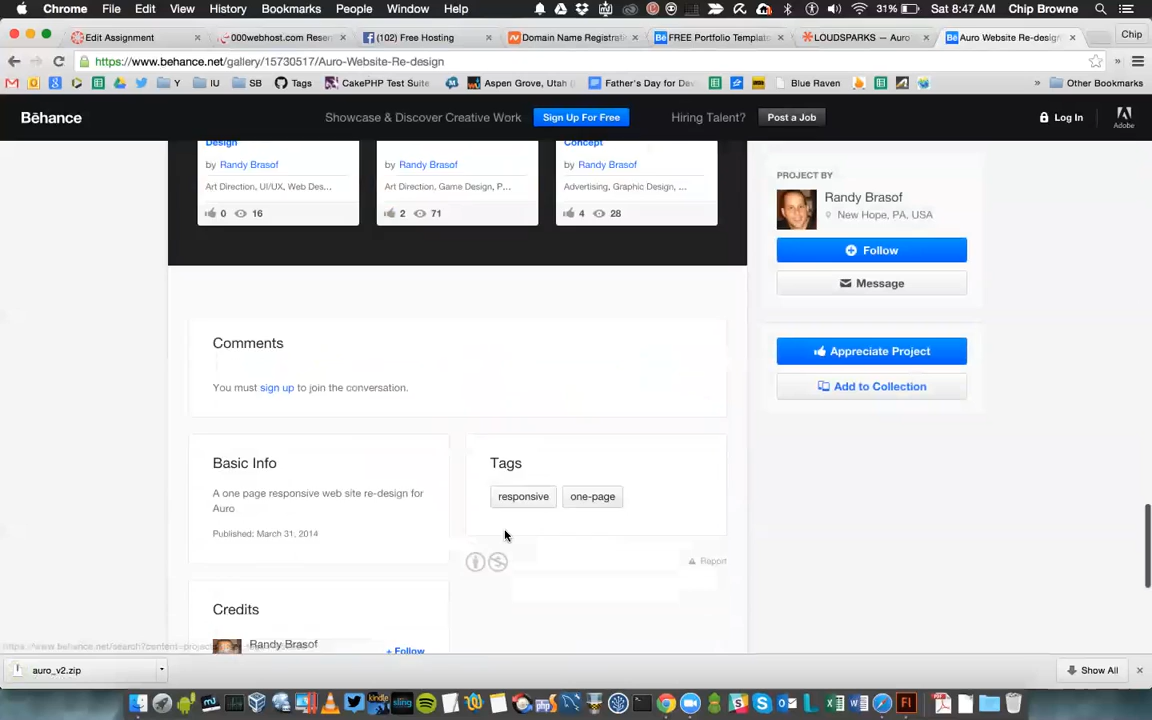 Chrome File Edit View History Bookmarks People Window Help 31% Sat 8:47 AM Chip Browne
Edit Assignment 000webhost.com Reser (102) Free Hosting Domain Name Registrati Bē FREE Portfolio Templat LOUDSPARKS — Auro Bē Auro Website Re-design Chip
https://www.behance.net/gallery/15730517/Auro-Website-Re-design
Tags Y IU SB CakePHP Test Suite Aspen Grove, Utah ( Father's Day for De Blue Raven » Other Bookmarks
Bēhance Showcase & Discover Creative Work Sign Up For Free Hiring Talent? Post a Job Log In Adobe
Design
by Randy Brasof
Art Direction, UI/UX, Web Des...
0 16
by Randy Brasof
Art Direction, Game Design, P...
2 71
Concept
by Randy Brasof
Advertising, Graphic Design, ...
4 28
PROJECT BY
Randy Brasof
New Hope, PA, USA
Follow
Message
Appreciate Project
Add to Collection
Comments
You must sign up to join the conversation.
Basic Info
A one page responsive web site re-design for
Auro
Published: March 31, 2014
Tags
responsive one-page
Report
Credits
Randy Brasof
+ Follow
auro_v2.zip
Show All